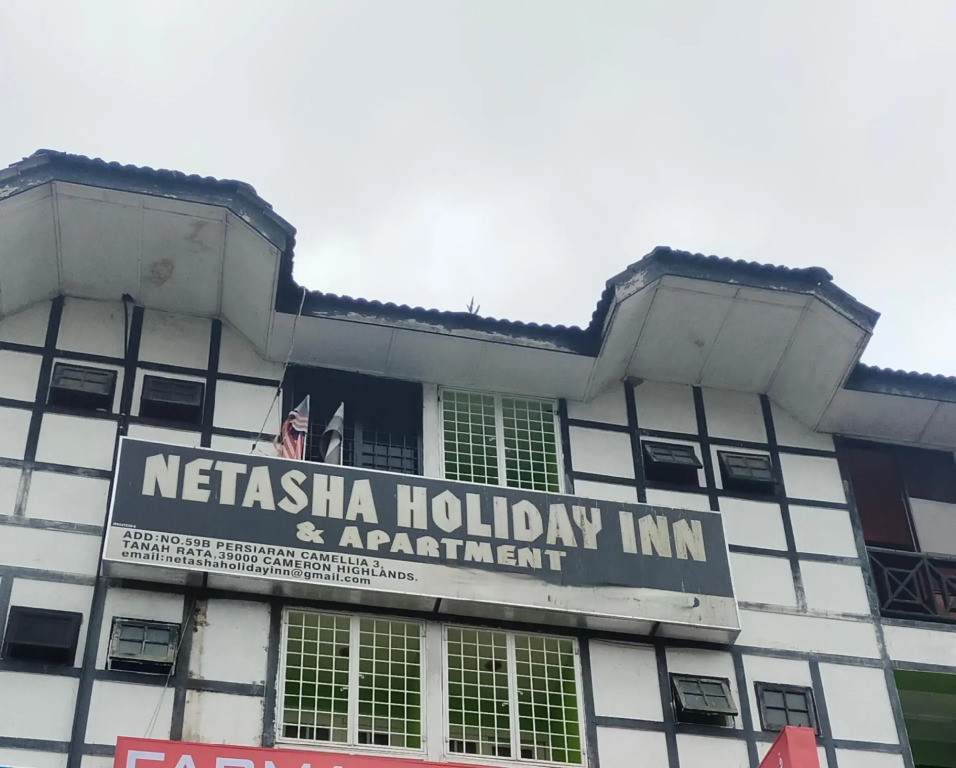 NETASHA HOLIDAY INN
& APARTMENT
ADD:NO.59B PERSIARAN CAMELLIA 3,
TANAH RATA,39000 CAMERON HIGHLANDS.
email:netashaholidayinn@gmail.com